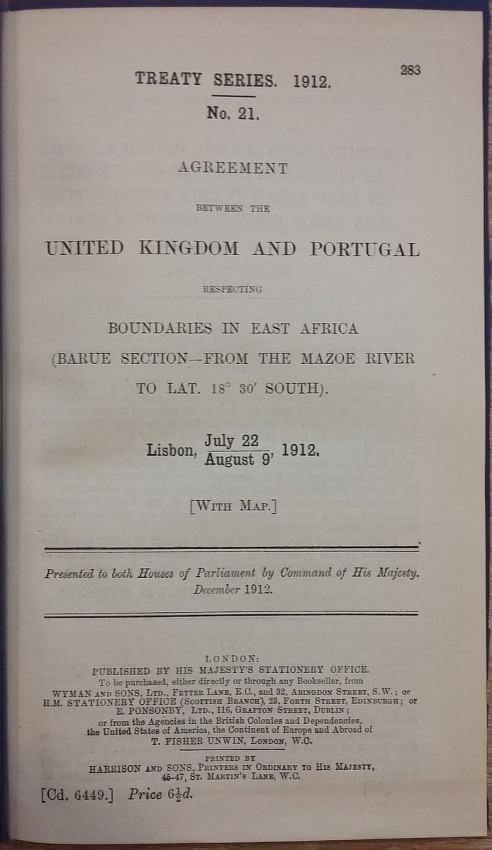 283
TREATY SERIES. 1912.
No. 21.
AGREEMENT
BETWEEN THE
UNITED KINGDOM AND PORTUGAL
RESPECTING
BOUNDARIES IN EAST AFRICA
(BARUE SECTION—FROM THE MAZOE RIVER
TO LAT. 18° 30′ SOUTH).
Lisbon, July 22 / August 9, 1912.
[WITH MAP.]
Presented to both Houses of Parliament by Command of His Majesty.
December 1912.
LONDON:
PUBLISHED BY HIS MAJESTY'S STATIONERY OFFICE.
To be purchased, either directly or through any Bookseller, from
WYMAN AND SONS, LTD., FETTER LANE, E.C., and 32, ABINGDON STREET, S.W.; or
H.M. STATIONERY OFFICE (SCOTTISH BRANCH), 23, FORTH STREET, EDINBURGH; or
E. PONSONBY, LTD., 116, GRAFTON STREET, DUBLIN;
or from the Agencies in the British Colonies and Dependencies,
the United States of America, the Continent of Europe and Abroad of
T. FISHER UNWIN, LONDON, W.C.
PRINTED BY
HARRISON AND SONS, PRINTERS IN ORDINARY TO HIS MAJESTY,
45-47, ST. MARTIN'S LANE, W.C.
[Cd. 6449.] Price 6½d.